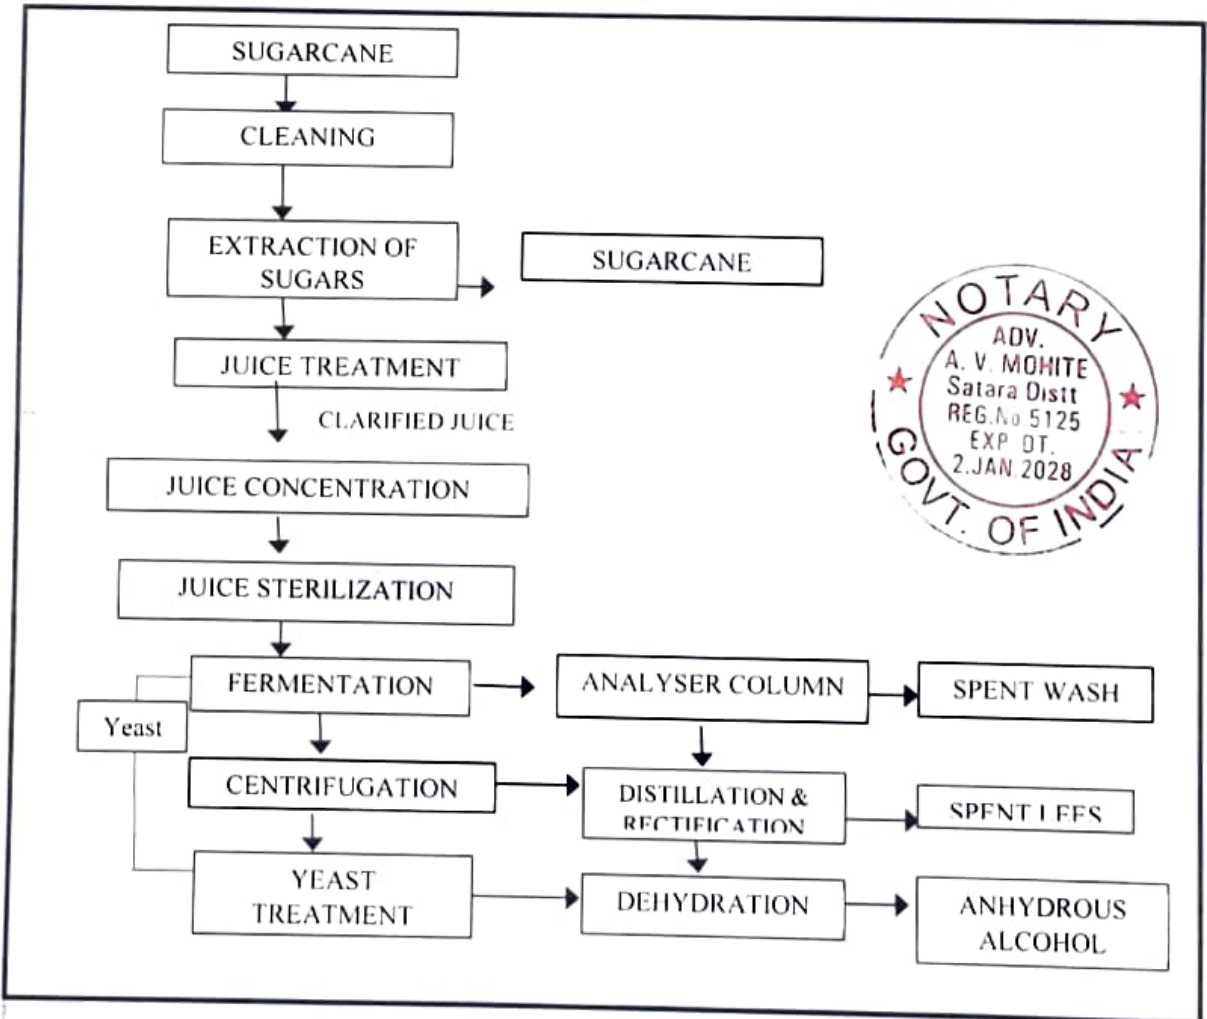 SUGARCANE
CLEANING
EXTRACTION OF
SUGARS
SUGARCANE
JUICE TREATMENT
CLARIFIED JUICE
JUICE CONCENTRATION
JUICE STERILIZATION
FERMENTATION
ANALYSER COLUMN
SPENT WASH
Yeast
CENTRIFUGATION
DISTILLATION &
RECTIFICATION
SPENT LEES
YEAST
TREATMENT
DEHYDRATION
ANHYDROUS
ALCOHOL
NOTARY
ADV.
A. V. MOHITE
Satara Distt
REG.No.5125
EXP DT.
2.JAN.2028
GOVT. OF INDIA